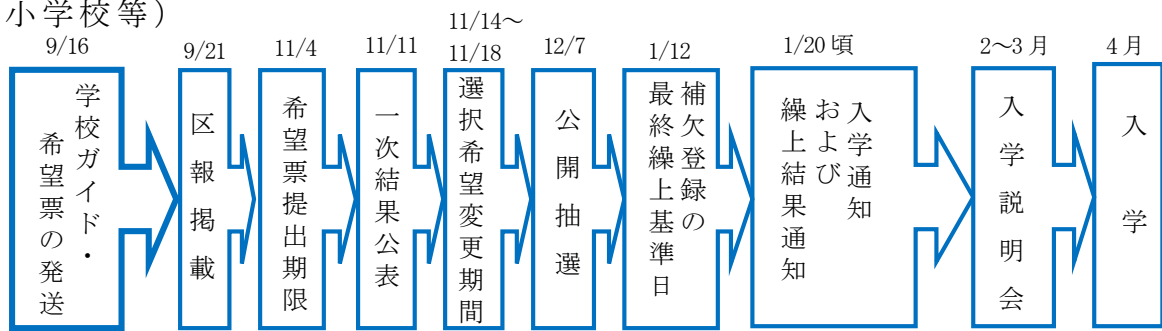 小学校等）
9/16
学校ガイド・
希望票の発送
9/21
区報掲載
11/4
希望票提出期限
11/11
一次結果公表
11/14～
11/18
選択希望変更期間
12/7
公開抽選
1/12
補欠登録の
最終繰上基準日
1/20頃
入学通知
および
繰上結果通知
2～3月
入学説明会
4月
入学